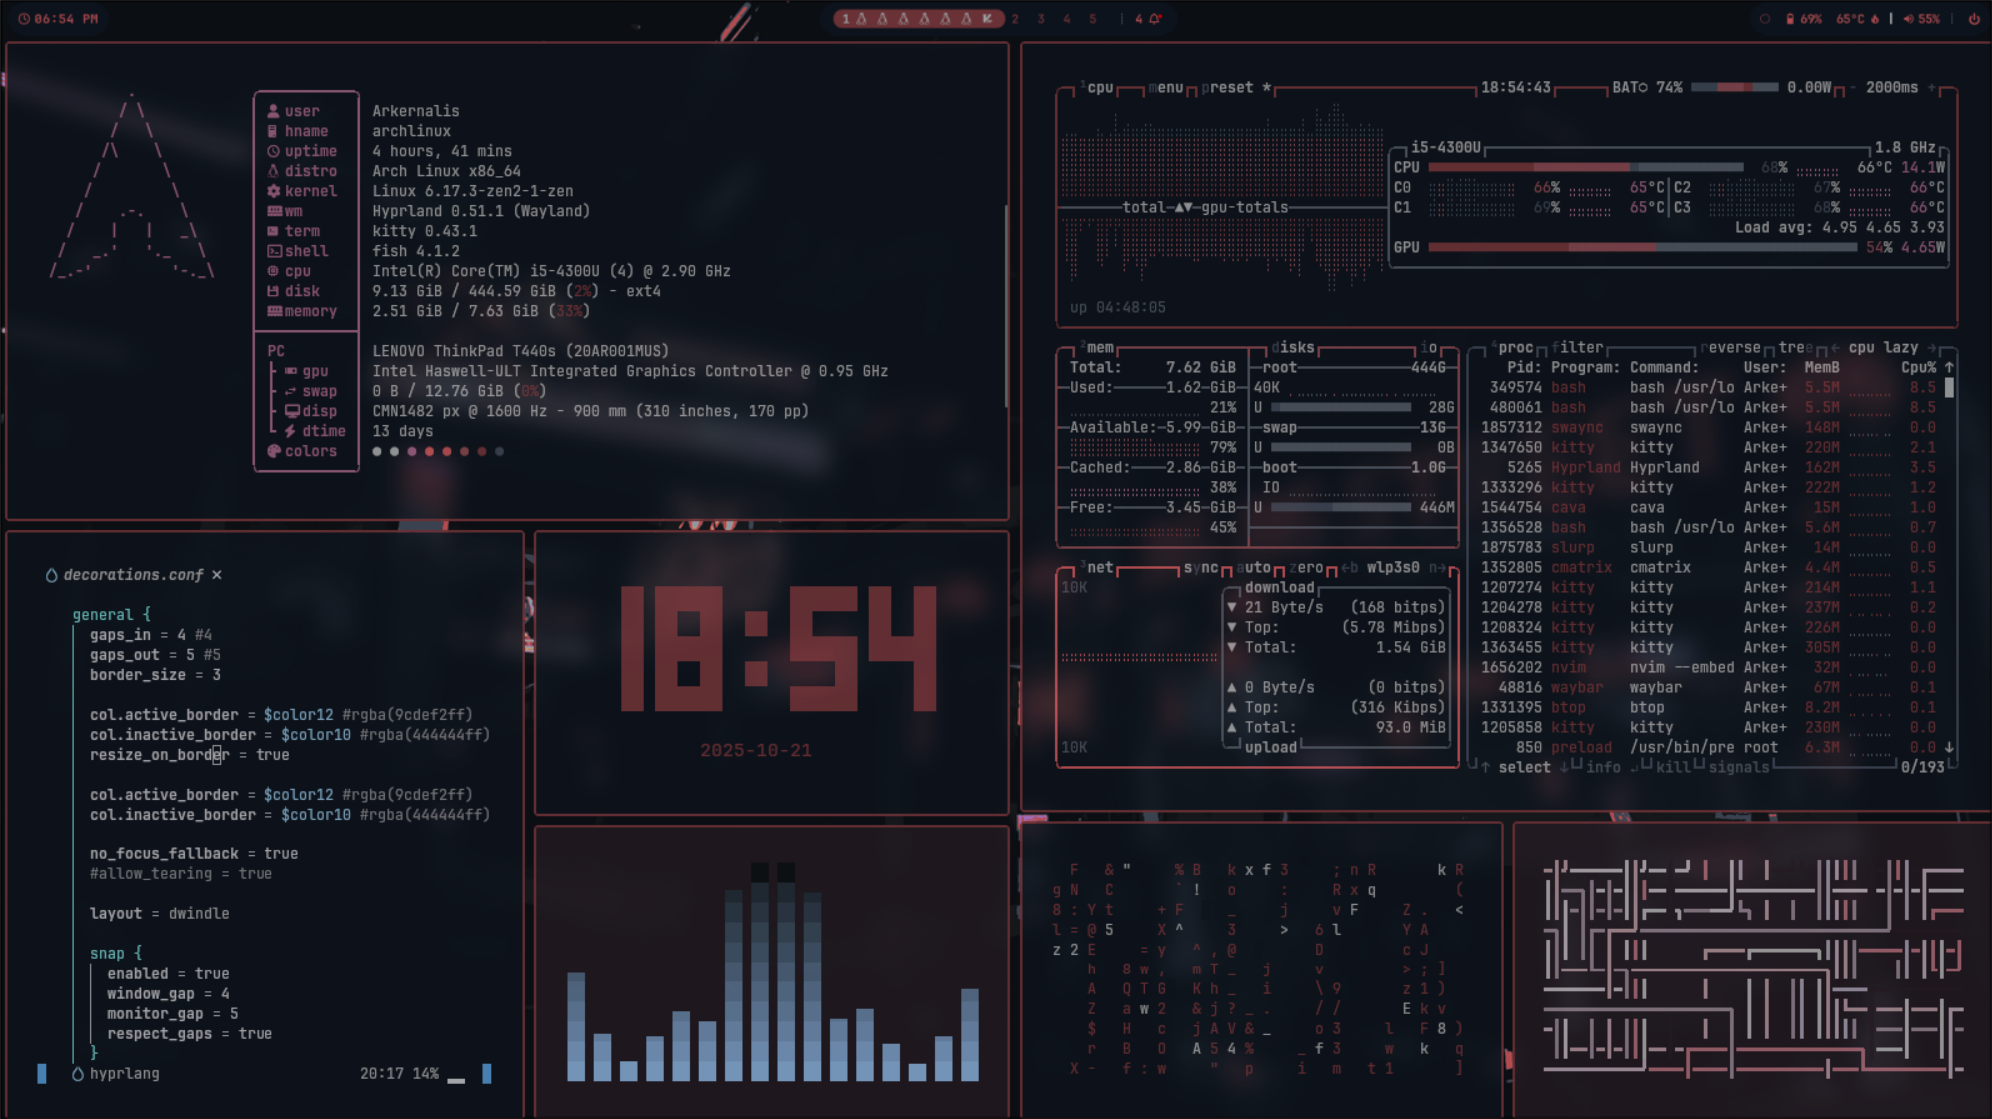 06:54 PM
1
2 3 4 5 | 4
69% 65°C | 55% |
user Arkernalis
hname archlinux
uptime 4 hours, 41 mins
distro Arch Linux x86_64
kernel Linux 6.17.3-zen2-1-zen
wm Hyprland 0.51.1 (Wayland)
term kitty 0.43.1
shell fish 4.1.2
cpu Intel(R) Core(TM) i5-4300U (4) @ 2.90 GHz
disk 9.13 GiB / 444.59 GiB (2%) - ext4
memory 2.51 GiB / 7.63 GiB (33%)
PC LENOVO ThinkPad T440s (20AR001MUS)
gpu Intel Haswell-ULT Integrated Graphics Controller @ 0.95 GHz
swap 0 B / 12.76 GiB (0%)
disp CMN1482 px @ 1600 Hz - 900 mm (310 inches, 170 pp)
dtime 13 days
colors
decorations.conf ×
general {
gaps_in = 4 #4
gaps_out = 5 #5
border_size = 3
col.active_border = $color12 #rgba(9cdef2ff)
col.inactive_border = $color10 #rgba(444444ff)
resize_on_border = true
col.active_border = $color12 #rgba(9cdef2ff)
col.inactive_border = $color10 #rgba(444444ff)
no_focus_fallback = true
#allow_tearing = true
layout = dwindle
snap {
enabled = true
window_gap = 4
monitor_gap = 5
respect_gaps = true
}
hyprlang 20:17 14%
18:54
2025-10-21
1cpu menu preset * 18:54:43 BAT 74% 0.00W - 2000ms +
i5-4300U 1.8 GHz
CPU 68% 66°C 14.1W
C0 66% 65°C C2 67% 66°C
C1 69% 65°C C3 68% 66°C
total gpu-totals
Load avg: 4.95 4.65 3.93
GPU 54% 4.65W
up 04:48:05
2mem
Total: 7.62 GiB
Used: 1.62 GiB
21%
Available: 5.99 GiB
79%
Cached: 2.86 GiB
38%
Free: 3.45 GiB
45%
disks io
root 444G
40K
U 28G
swap 13G
U 0B
boot 1.0G
IO
U 446M
3net sync auto zero ←b wlp3s0 n→
10K
download
▼ 21 Byte/s (168 bitps)
▼ Top: (5.78 Mibps)
▼ Total: 1.54 GiB
▲ 0 Byte/s (0 bitps)
▲ Top: (316 Kibps)
▲ Total: 93.0 MiB
upload
10K
4proc filter reverse tree ← cpu lazy →
Pid: Program: Command: User: MemB Cpu% ↑
349574 bash bash /usr/lo Arke+ 5.5M 8.5
480061 bash bash /usr/lo Arke+ 5.5M 8.5
1857312 swaync swaync Arke+ 148M 0.0
1347650 kitty kitty Arke+ 220M 2.1
5265 Hyprland Hyprland Arke+ 162M 3.5
1333296 kitty kitty Arke+ 222M 1.2
1544754 cava cava Arke+ 15M 1.0
1356528 bash bash /usr/lo Arke+ 5.6M 0.7
1875783 slurp slurp Arke+ 14M 0.0
1352805 cmatrix cmatrix Arke+ 4.4M 0.5
1207274 kitty kitty Arke+ 214M 1.1
1204278 kitty kitty Arke+ 237M 0.2
1208324 kitty kitty Arke+ 226M 0.0
1363455 kitty kitty Arke+ 305M 0.0
1656202 nvim nvim --embed Arke+ 32M 0.0
48816 waybar waybar Arke+ 67M 0.1
1331395 btop btop Arke+ 8.2M 0.1
1205858 kitty kitty Arke+ 230M 0.0
850 preload /usr/bin/pre root 6.3M 0.0 ↓
↑ select ↓ info ↵ kill signals 0/193
F & " % B k x f 3 ; n R k R
g N C ` ! o : R x q (
8 : Y t + F _ j v F Z . <
l = @ 5 X ^ 3 > 6 l Y A
z 2 E = y ^ , @ D c J
h 8 w , m T _ j v > ; ]
A Q T G K h _ i \ 9 z 1 )
Z a w 2 & j ? _ . / / E k v
$ H c j A V & _ o 3 l F 8 )
r B O A 5 4 % _ f 3 w k q
X - f : w " p i m t 1 ]